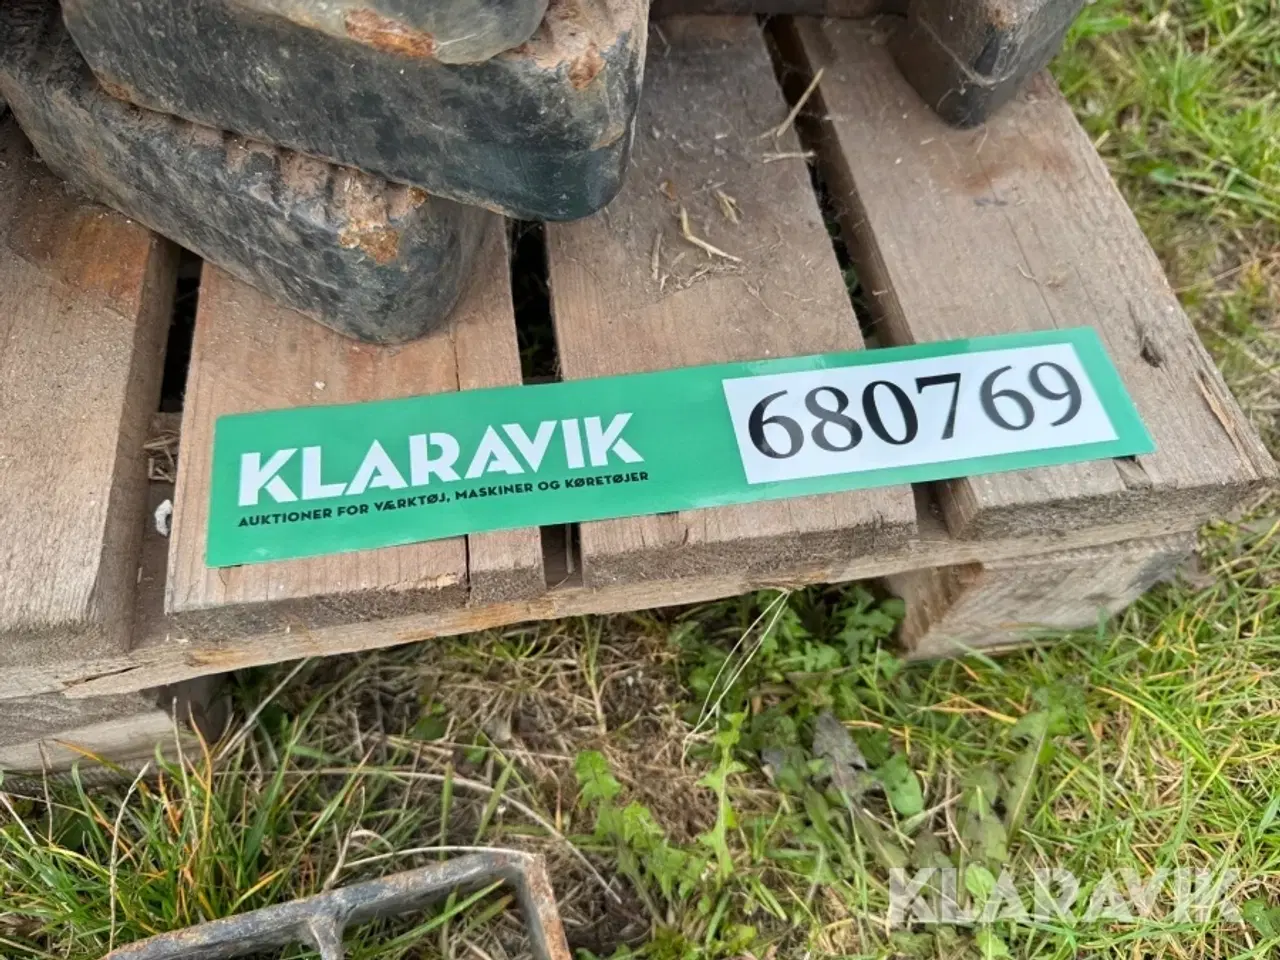 KLARAVIK
AUKTIONER FOR VÆRKTØJ, MASKINER OG KØRETØJER
680769
KLARAVIK